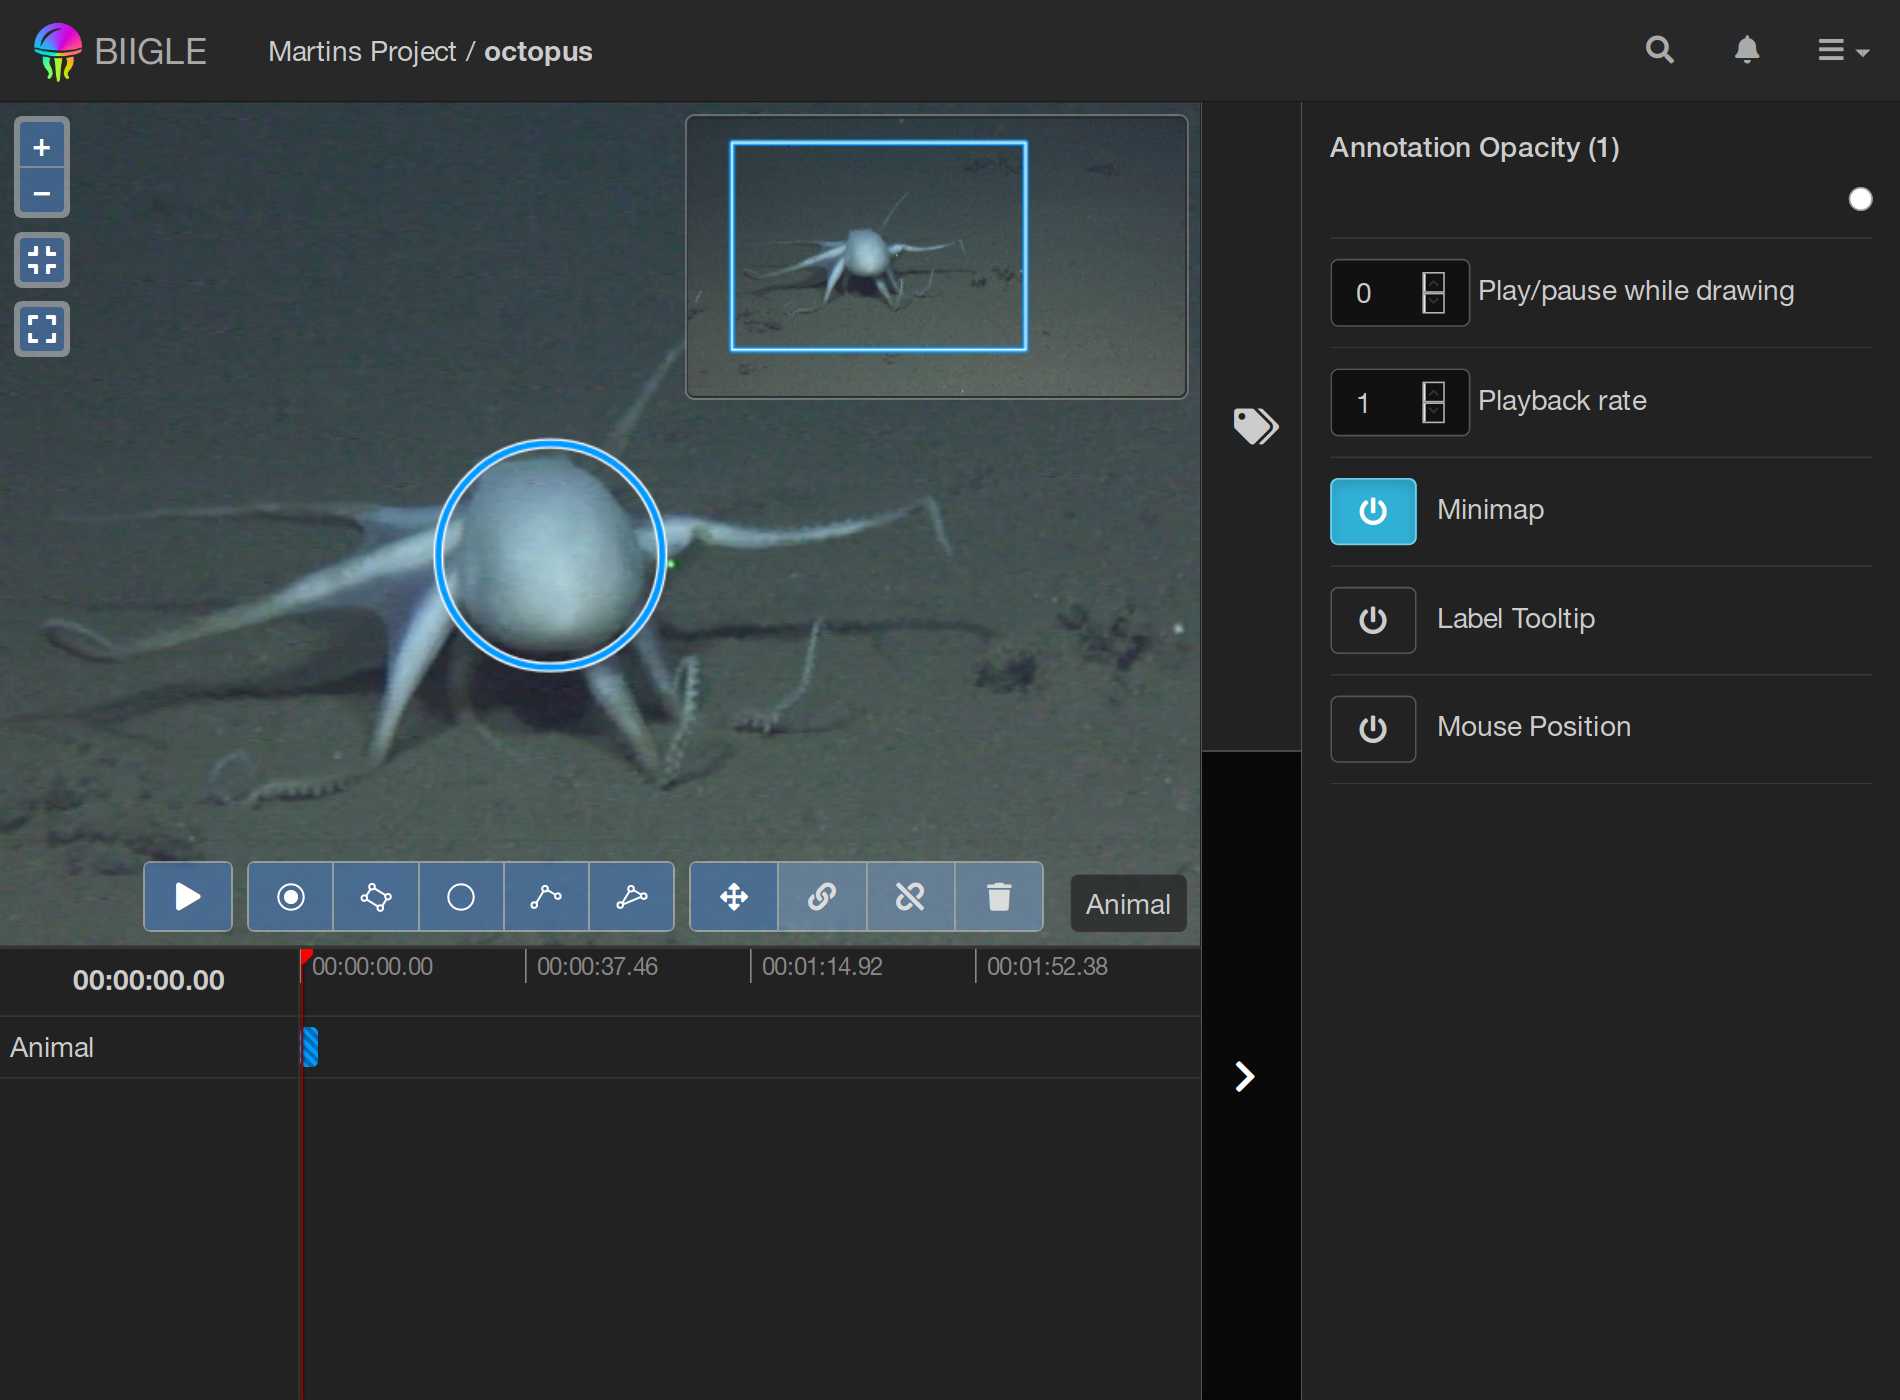 BIIGLE
Martins Project / octopus
+
−
Annotation Opacity (1)
0 Play/pause while drawing
1 Playback rate
Minimap
Label Tooltip
Mouse Position
Animal
00:00:00.00
00:00:00.00 00:00:37.46 00:01:14.92 00:01:52.38
Animal